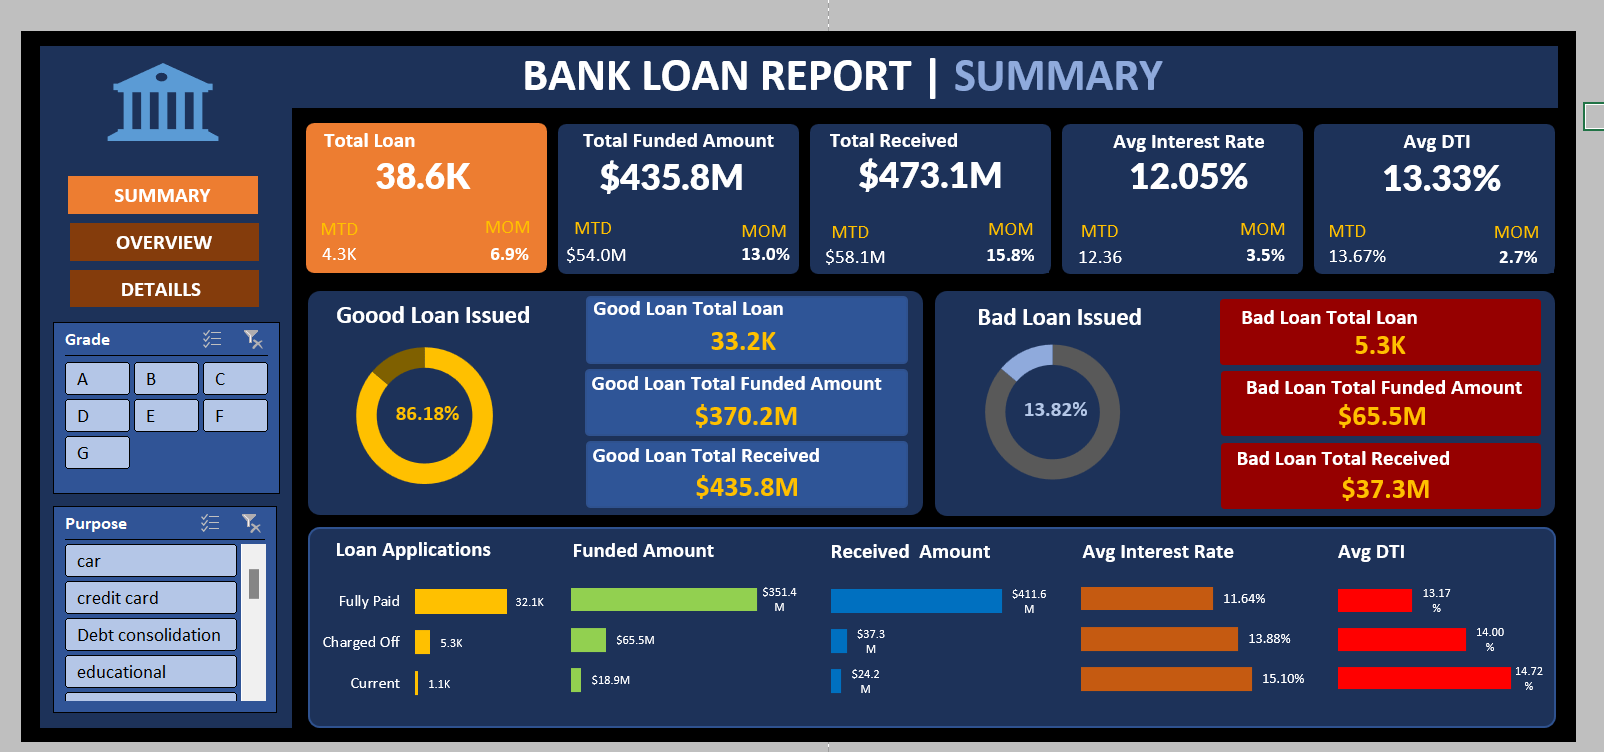 BANK LOAN REPORT | SUMMARY
SUMMARY
OVERVIEW
DETAILLS
Grade
A
B
C
D
E
F
G
Purpose
car
credit card
Debt consolidation
educational
Total Loan
38.6K
MTD
MOM
4.3K
6.9%
Total Funded Amount
$435.8M
MTD
MOM
$54.0M
13.0%
Total Received
$473.1M
MTD
MOM
$58.1M
15.8%
Avg Interest Rate
12.05%
MTD
MOM
12.36
3.5%
Avg DTI
13.33%
MTD
MOM
13.67%
2.7%
Goood Loan Issued
86.18%
Good Loan Total Loan
33.2K
Good Loan Total Funded Amount
$370.2M
Good Loan Total Received
$435.8M
Bad Loan Issued
13.82%
Bad Loan Total Loan
5.3K
Bad Loan Total Funded Amount
$65.5M
Bad Loan Total Received
$37.3M
Loan Applications
Fully Paid
32.1K
Charged Off
5.3K
Current
1.1K
Funded Amount
$351.4
M
$65.5M
$18.9M
Received  Amount
$411.6
M
$37.3
M
$24.2
M
Avg Interest Rate
11.64%
13.88%
15.10%
Avg DTI
13.17
%
14.00
%
14.72
%